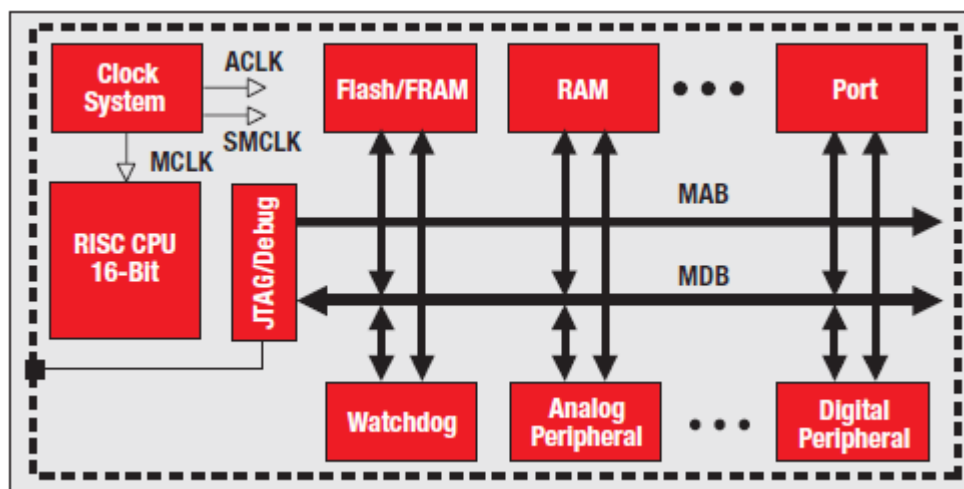 Clock
System
ACLK
SMCLK
MCLK
Flash/FRAM
RAM
Port
RISC CPU
16-Bit
JTAG/Debug
MAB
MDB
Watchdog
Analog
Peripheral
Digital
Peripheral